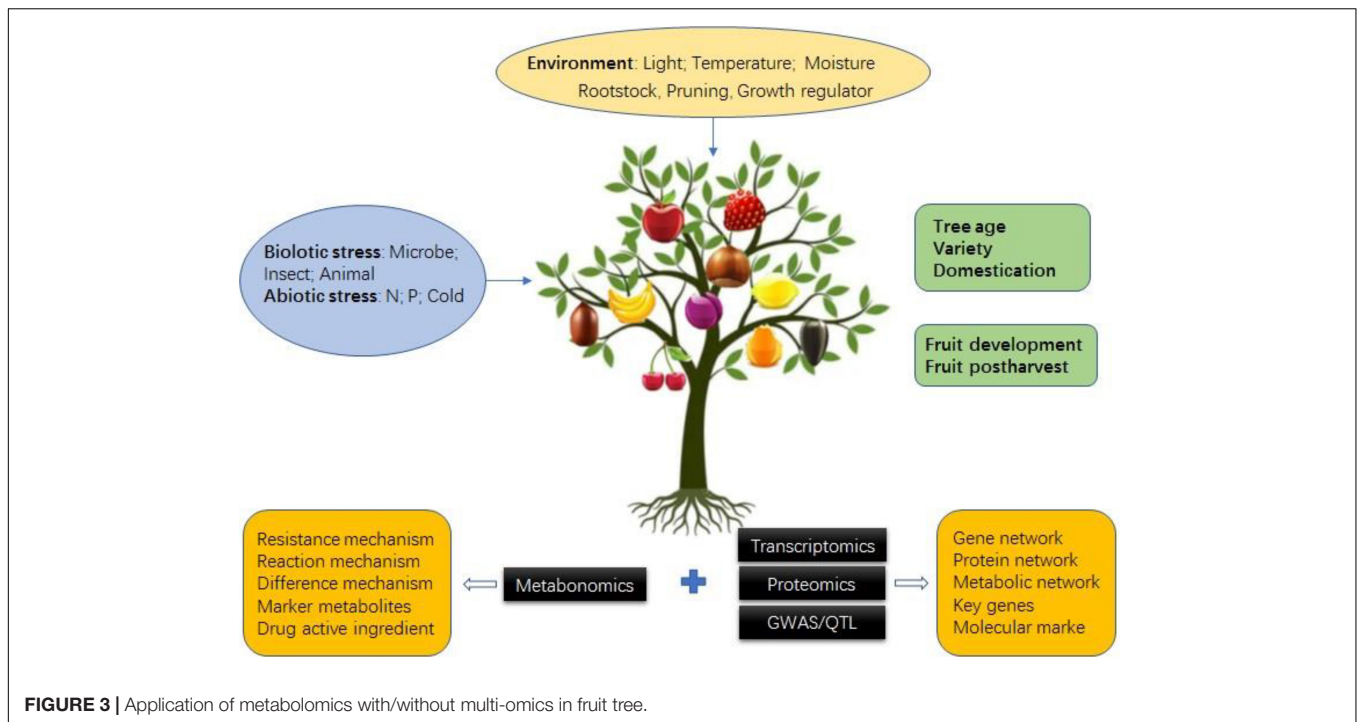 Environment: Light; Temperature; Moisture
Rootstock, Pruning, Growth regulator
Biolotic stress: Microbe;
Insect; Animal
Abiotic stress: N; P; Cold
Tree age
Variety
Domestication
Fruit development
Fruit postharvest
Resistance mechanism
Reaction mechanism
Difference mechanism
Marker metabolites
Drug active ingredient
Metabonomics
Transcriptomics
Proteomics
GWAS/QTL
Gene network
Protein network
Metabolic network
Key genes
Molecular marke
FIGURE 3 | Application of metabolomics with/without multi-omics in fruit tree.